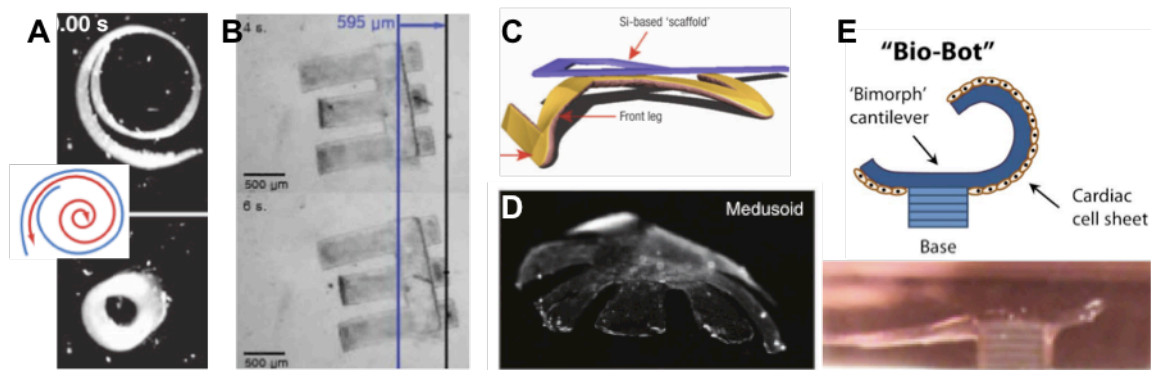 A
0.00 s
B
595 µm
4 s.
500 µm
6 s.
500 µm
C
Si-based ‘scaffold’
Front leg
D
Medusoid
E
“Bio-Bot”
‘Bimorph’
cantilever
Cardiac
cell sheet
Base